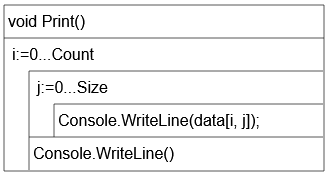 void Print()
i:=0...Count
j:=0...Size
Console.WriteLine(data[i, j]);
Console.WriteLine()